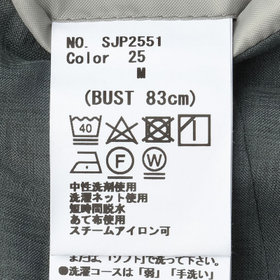 NO. SJP2551
Color 25
M
(BUST 83cm)
40
F W
中性洗剤使用
洗濯ネット使用
短時間脱水
あて布使用
スチームアイロン可
または、「ソフト」で洗って下さい。
●洗濯コースは「弱」「手洗い」